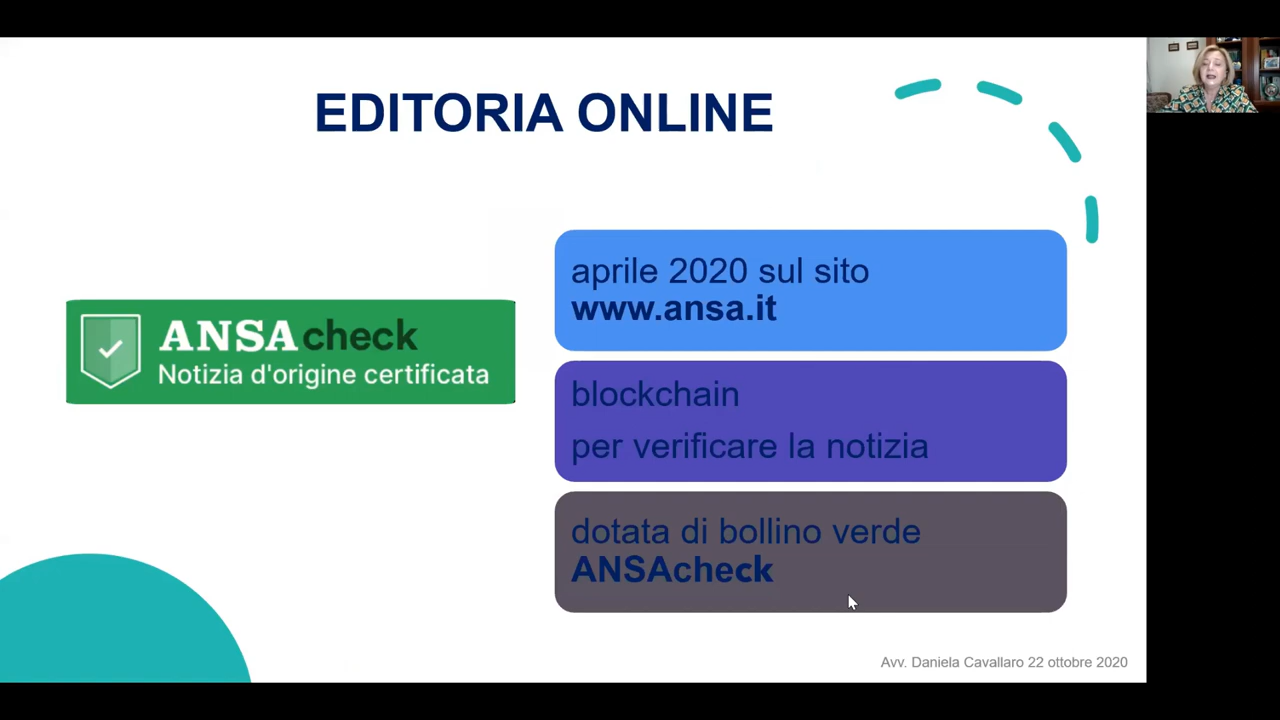 EDITORIA ONLINE
ANSAcheck
Notizia d'origine certificata
aprile 2020 sul sito
www.ansa.it
blockchain
per verificare la notizia
dotata di bollino verde
ANSAcheck
Avv. Daniela Cavallaro 22 ottobre 2020